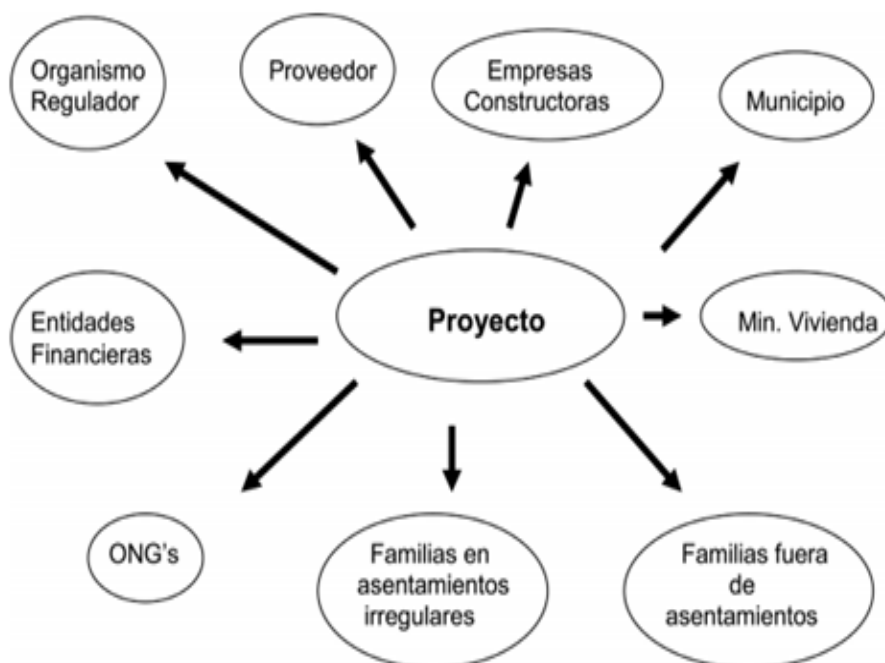 Organismo
Regulador
Proveedor
Empresas
Constructoras
Municipio
Entidades
Financieras
Proyecto
Min. Vivienda
ONG's
Familias en
asentamientos
irregulares
Familias fuera
de
asentamientos